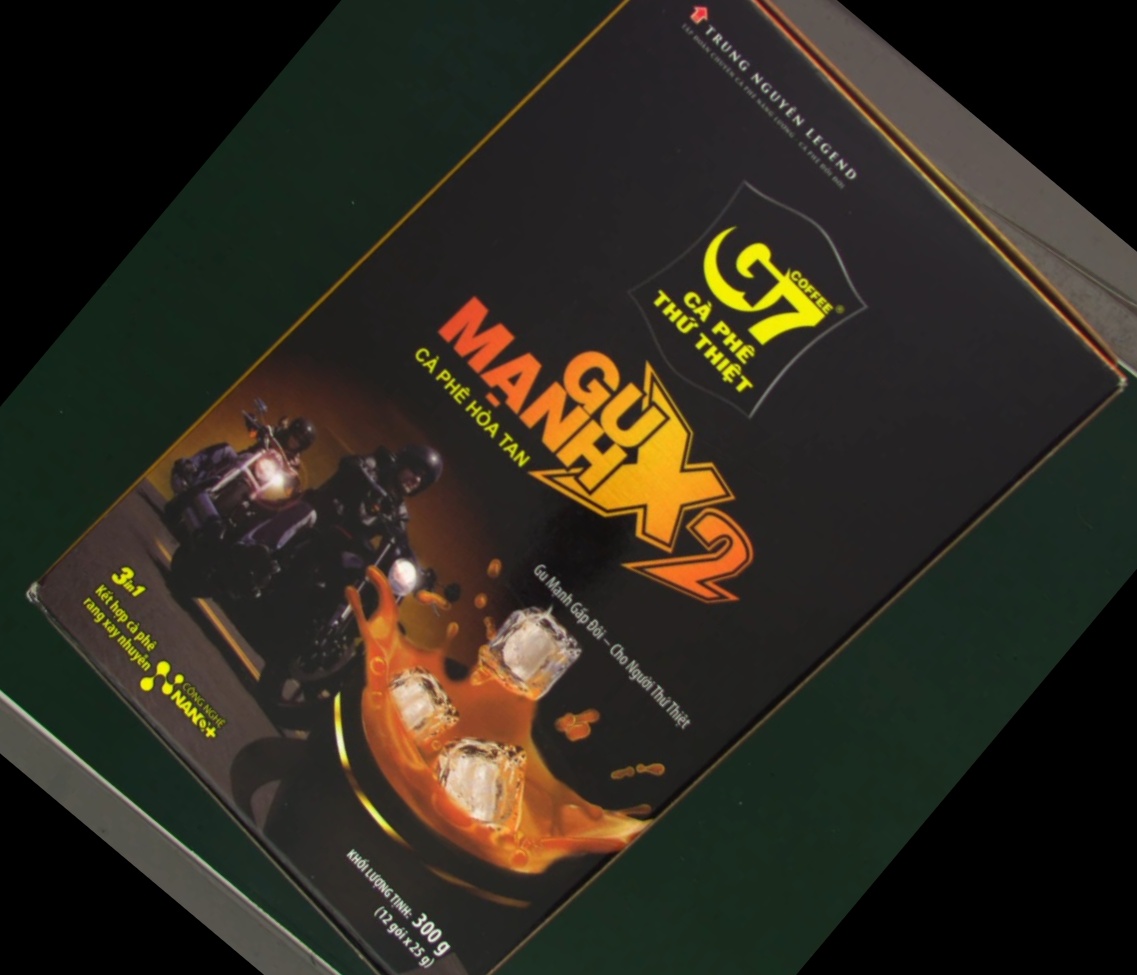 TRUNG NGUYÊN LEGEND
G7
COFFEE
CÀ PHÊ
THỨ THIỆT
GU
MẠNH
X2
CÀ PHÊ HÒA TAN
Gu Mạnh Gấp Đôi – Cho Người Thứ Thiệt
3in1
Kết hợp cà phê
rang xay nhuyễn
CÔNG NGHỆ
NANO+
KHỐI LƯỢNG TỊNH: 300 g
(12 gói x 25 g)